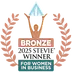 BRONZE
2025 STEVIE®
WINNER
FOR WOMEN
IN BUSINESS